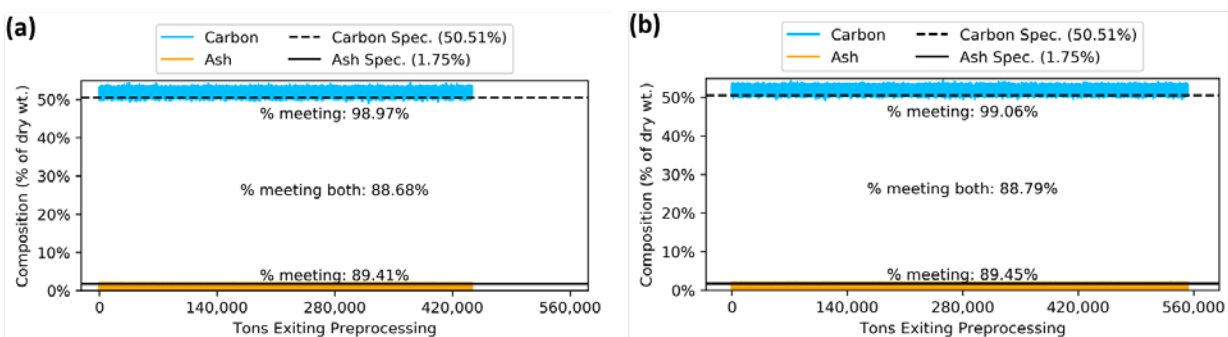 (a)
Carbon
Carbon Spec. (50.51%)
Ash
Ash Spec. (1.75%)
Composition (% of dry wt.)
50%
40%
30%
20%
10%
0%
% meeting: 98.97%
% meeting both: 88.68%
% meeting: 89.41%
0
140,000
280,000
420,000
560,000
Tons Exiting Preprocessing
(b)
Carbon
Carbon Spec. (50.51%)
Ash
Ash Spec. (1.75%)
Composition (% of dry wt.)
50%
40%
30%
20%
10%
0%
% meeting: 99.06%
% meeting both: 88.79%
% meeting: 89.45%
0
140,000
280,000
420,000
560,000
Tons Exiting Preprocessing